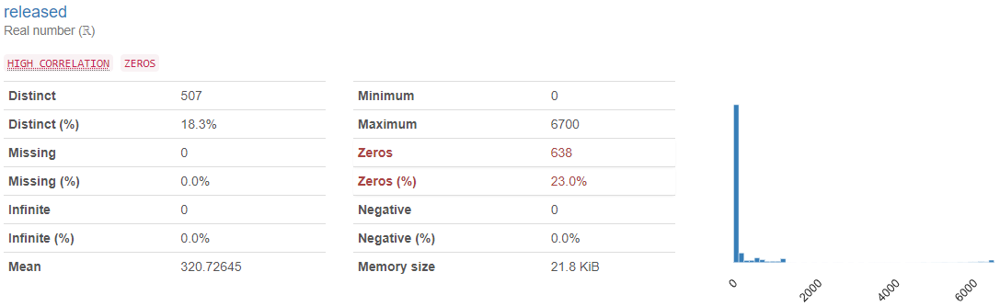 released
Real number (ℝ)
HIGH CORRELATION ZEROS
Distinct 507
Distinct (%) 18.3%
Missing 0
Missing (%) 0.0%
Infinite 0
Infinite (%) 0.0%
Mean 320.72645
Minimum 0
Maximum 6700
Zeros 638
Zeros (%) 23.0%
Negative 0
Negative (%) 0.0%
Memory size 21.8 KiB
0 2000 4000 6000